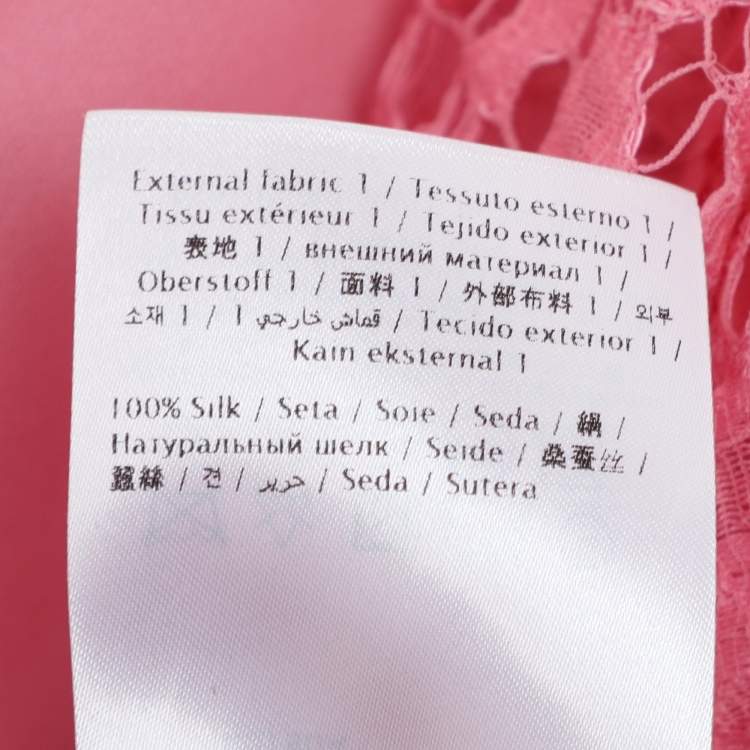 External fabric 1 / Tessuto esterno 1 /
Tissu extérieur 1 / Tejido exterior 1 /
表地 1 / внешний материал 1 /
Oberstoff 1 / 面料 1 / 外部布料 1 / 외부
소재 1 / 1 قماش خارجي / Tecido exterior 1 /
Kain eksternal 1
100% Silk / Seta / Soie / Seda / 絹 /
Натуральный шелк / Seide / 桑蚕丝 /
蠶絲 / 견 / حرير / Seda / Sutera